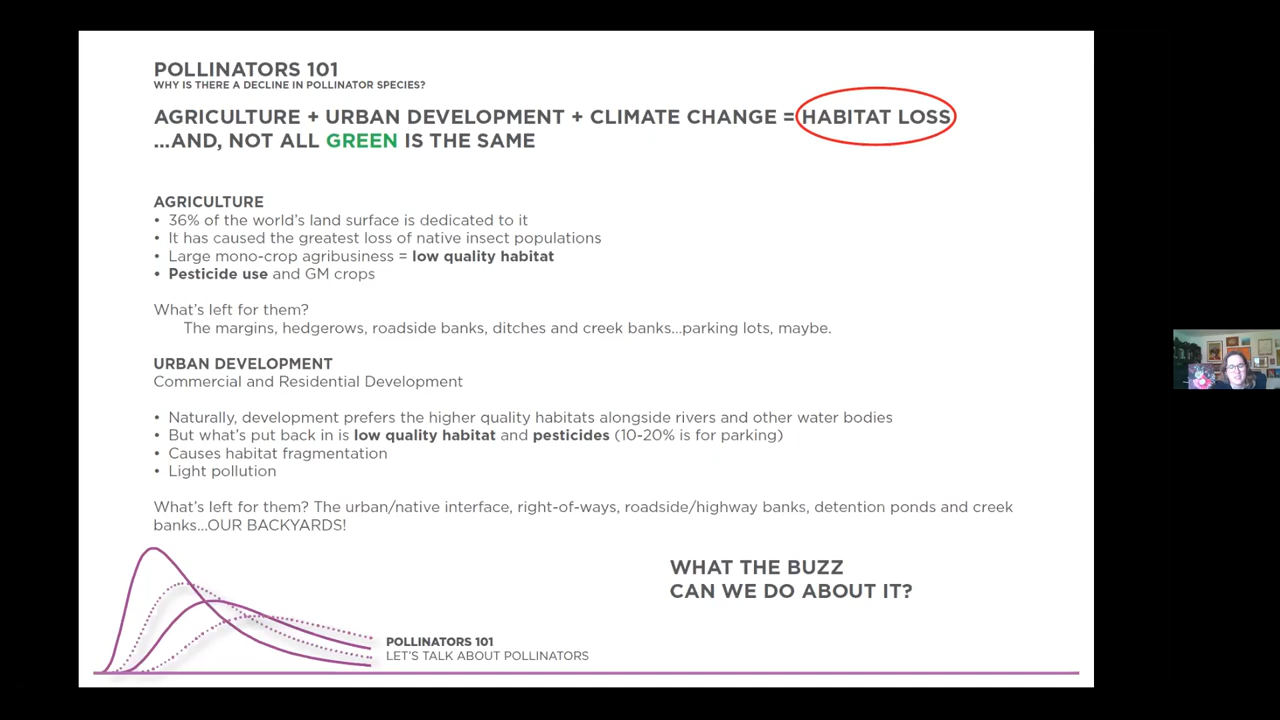 POLLINATORS 101
WHY IS THERE A DECLINE IN POLLINATOR SPECIES?
AGRICULTURE + URBAN DEVELOPMENT + CLIMATE CHANGE = HABITAT LOSS
...AND, NOT ALL GREEN IS THE SAME
AGRICULTURE
• 36% of the world's land surface is dedicated to it
• It has caused the greatest loss of native insect populations
• Large mono-crop agribusiness = low quality habitat
• Pesticide use and GM crops
What's left for them?
The margins, hedgerows, roadside banks, ditches and creek banks...parking lots, maybe.
URBAN DEVELOPMENT
Commercial and Residential Development
• Naturally, development prefers the higher quality habitats alongside rivers and other water bodies
• But what's put back in is low quality habitat and pesticides (10-20% is for parking)
• Causes habitat fragmentation
• Light pollution
What's left for them? The urban/native interface, right-of-ways, roadside/highway banks, detention ponds and creek
banks...OUR BACKYARDS!
WHAT THE BUZZ
CAN WE DO ABOUT IT?
POLLINATORS 101
LET'S TALK ABOUT POLLINATORS